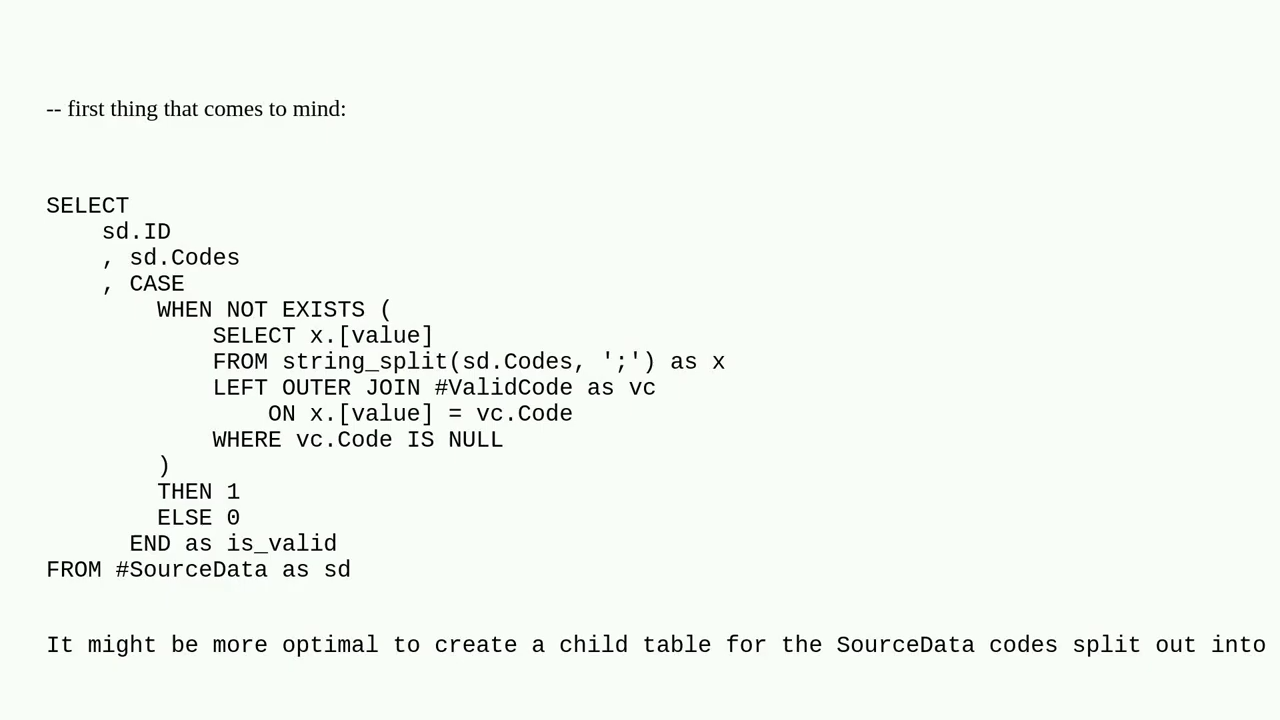 -- first thing that comes to mind:
SELECT
    sd.ID
    , sd.Codes
    , CASE
        WHEN NOT EXISTS (
            SELECT x.[value]
            FROM string_split(sd.Codes, ';') as x
            LEFT OUTER JOIN #ValidCode as vc
                ON x.[value] = vc.Code
            WHERE vc.Code IS NULL
        )
        THEN 1
        ELSE 0
      END as is_valid
FROM #SourceData as sd
It might be more optimal to create a child table for the SourceData codes split out into